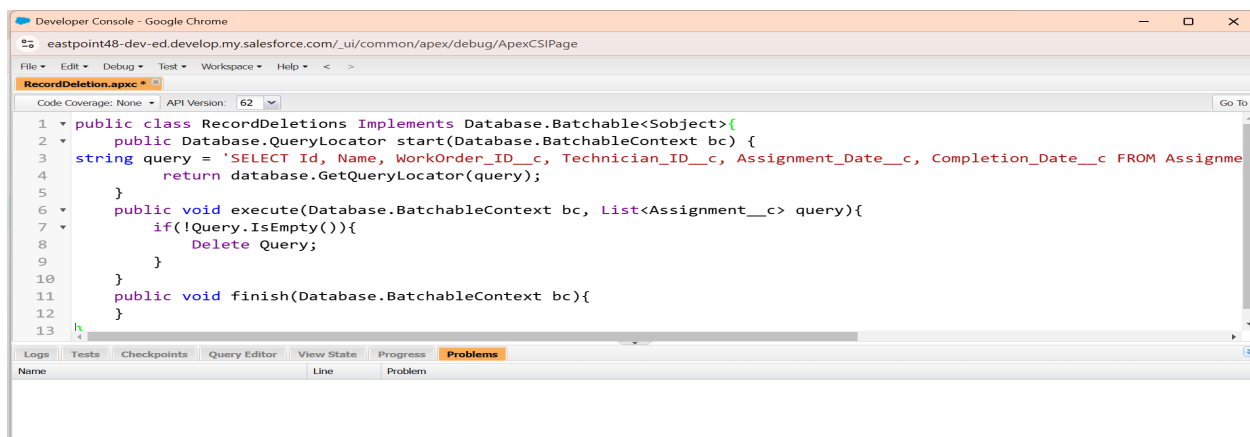 Developer Console - Google Chrome
eastpoint48-dev-ed.develop.my.salesforce.com/_ui/common/apex/debug/ApexCSIPage
File Edit Debug Test Workspace Help < >
RecordDeletion.apxc *
Code Coverage: None API Version: 62 Go To
1 public class RecordDeletions Implements Database.Batchable<Sobject>{
2 public Database.QueryLocator start(Database.BatchableContext bc) {
3 string query = 'SELECT Id, Name, WorkOrder_ID__c, Technician_ID__c, Assignment_Date__c, Completion_Date__c FROM Assignme
4 return database.GetQueryLocator(query);
5 }
6 public void execute(Database.BatchableContext bc, List<Assignment__c> query){
7 if(!Query.IsEmpty()){
8 Delete Query;
9 }
10 }
11 public void finish(Database.BatchableContext bc){
12 }
13 }
Logs Tests Checkpoints Query Editor View State Progress Problems
Name Line Problem